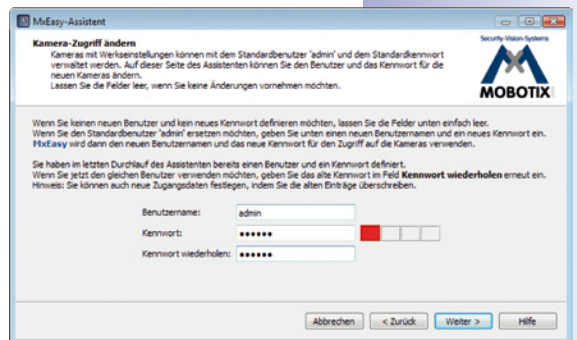 MxEasy-Assistent
Kamera-Zugriff ändern
Kameras mit Werkseinstellungen können mit dem Standardbenutzer 'admin' und dem Standardkennwort
verwaltet werden. Auf dieser Seite des Assistenten können Sie den Benutzer und das Kennwort für die
neuen Kameras ändern.
Lassen Sie die Felder leer, wenn Sie keine Änderungen vornehmen möchten.
Security-Vision-Systems
MOBOTIX
Wenn Sie keinen neuen Benutzer und kein neues Kennwort definieren möchten, lassen Sie die Felder unten einfach leer.
Wenn Sie den Standardbenutzer 'admin' ersetzen möchten, geben Sie unten einen neuen Benutzernamen und ein neues Kennwort ein.
MxEasy wird dann den neuen Benutzernamen und das neue Kennwort für den Zugriff auf die Kameras verwenden.
Sie haben im letzten Durchlauf des Assistenten bereits einen Benutzer und ein Kennwort definiert.
Wenn Sie jetzt den gleichen Benutzer verwenden möchten, geben Sie das alte Kennwort im Feld Kennwort wiederholen erneut ein.
Hinweis: Sie können auch neue Zugangsdaten festlegen, indem Sie die alten Einträge überschreiben.
Benutzername: admin
Kennwort: ••••••
Kennwort wiederholen: ••••••
Abbrechen < Zurück Weiter > Hilfe